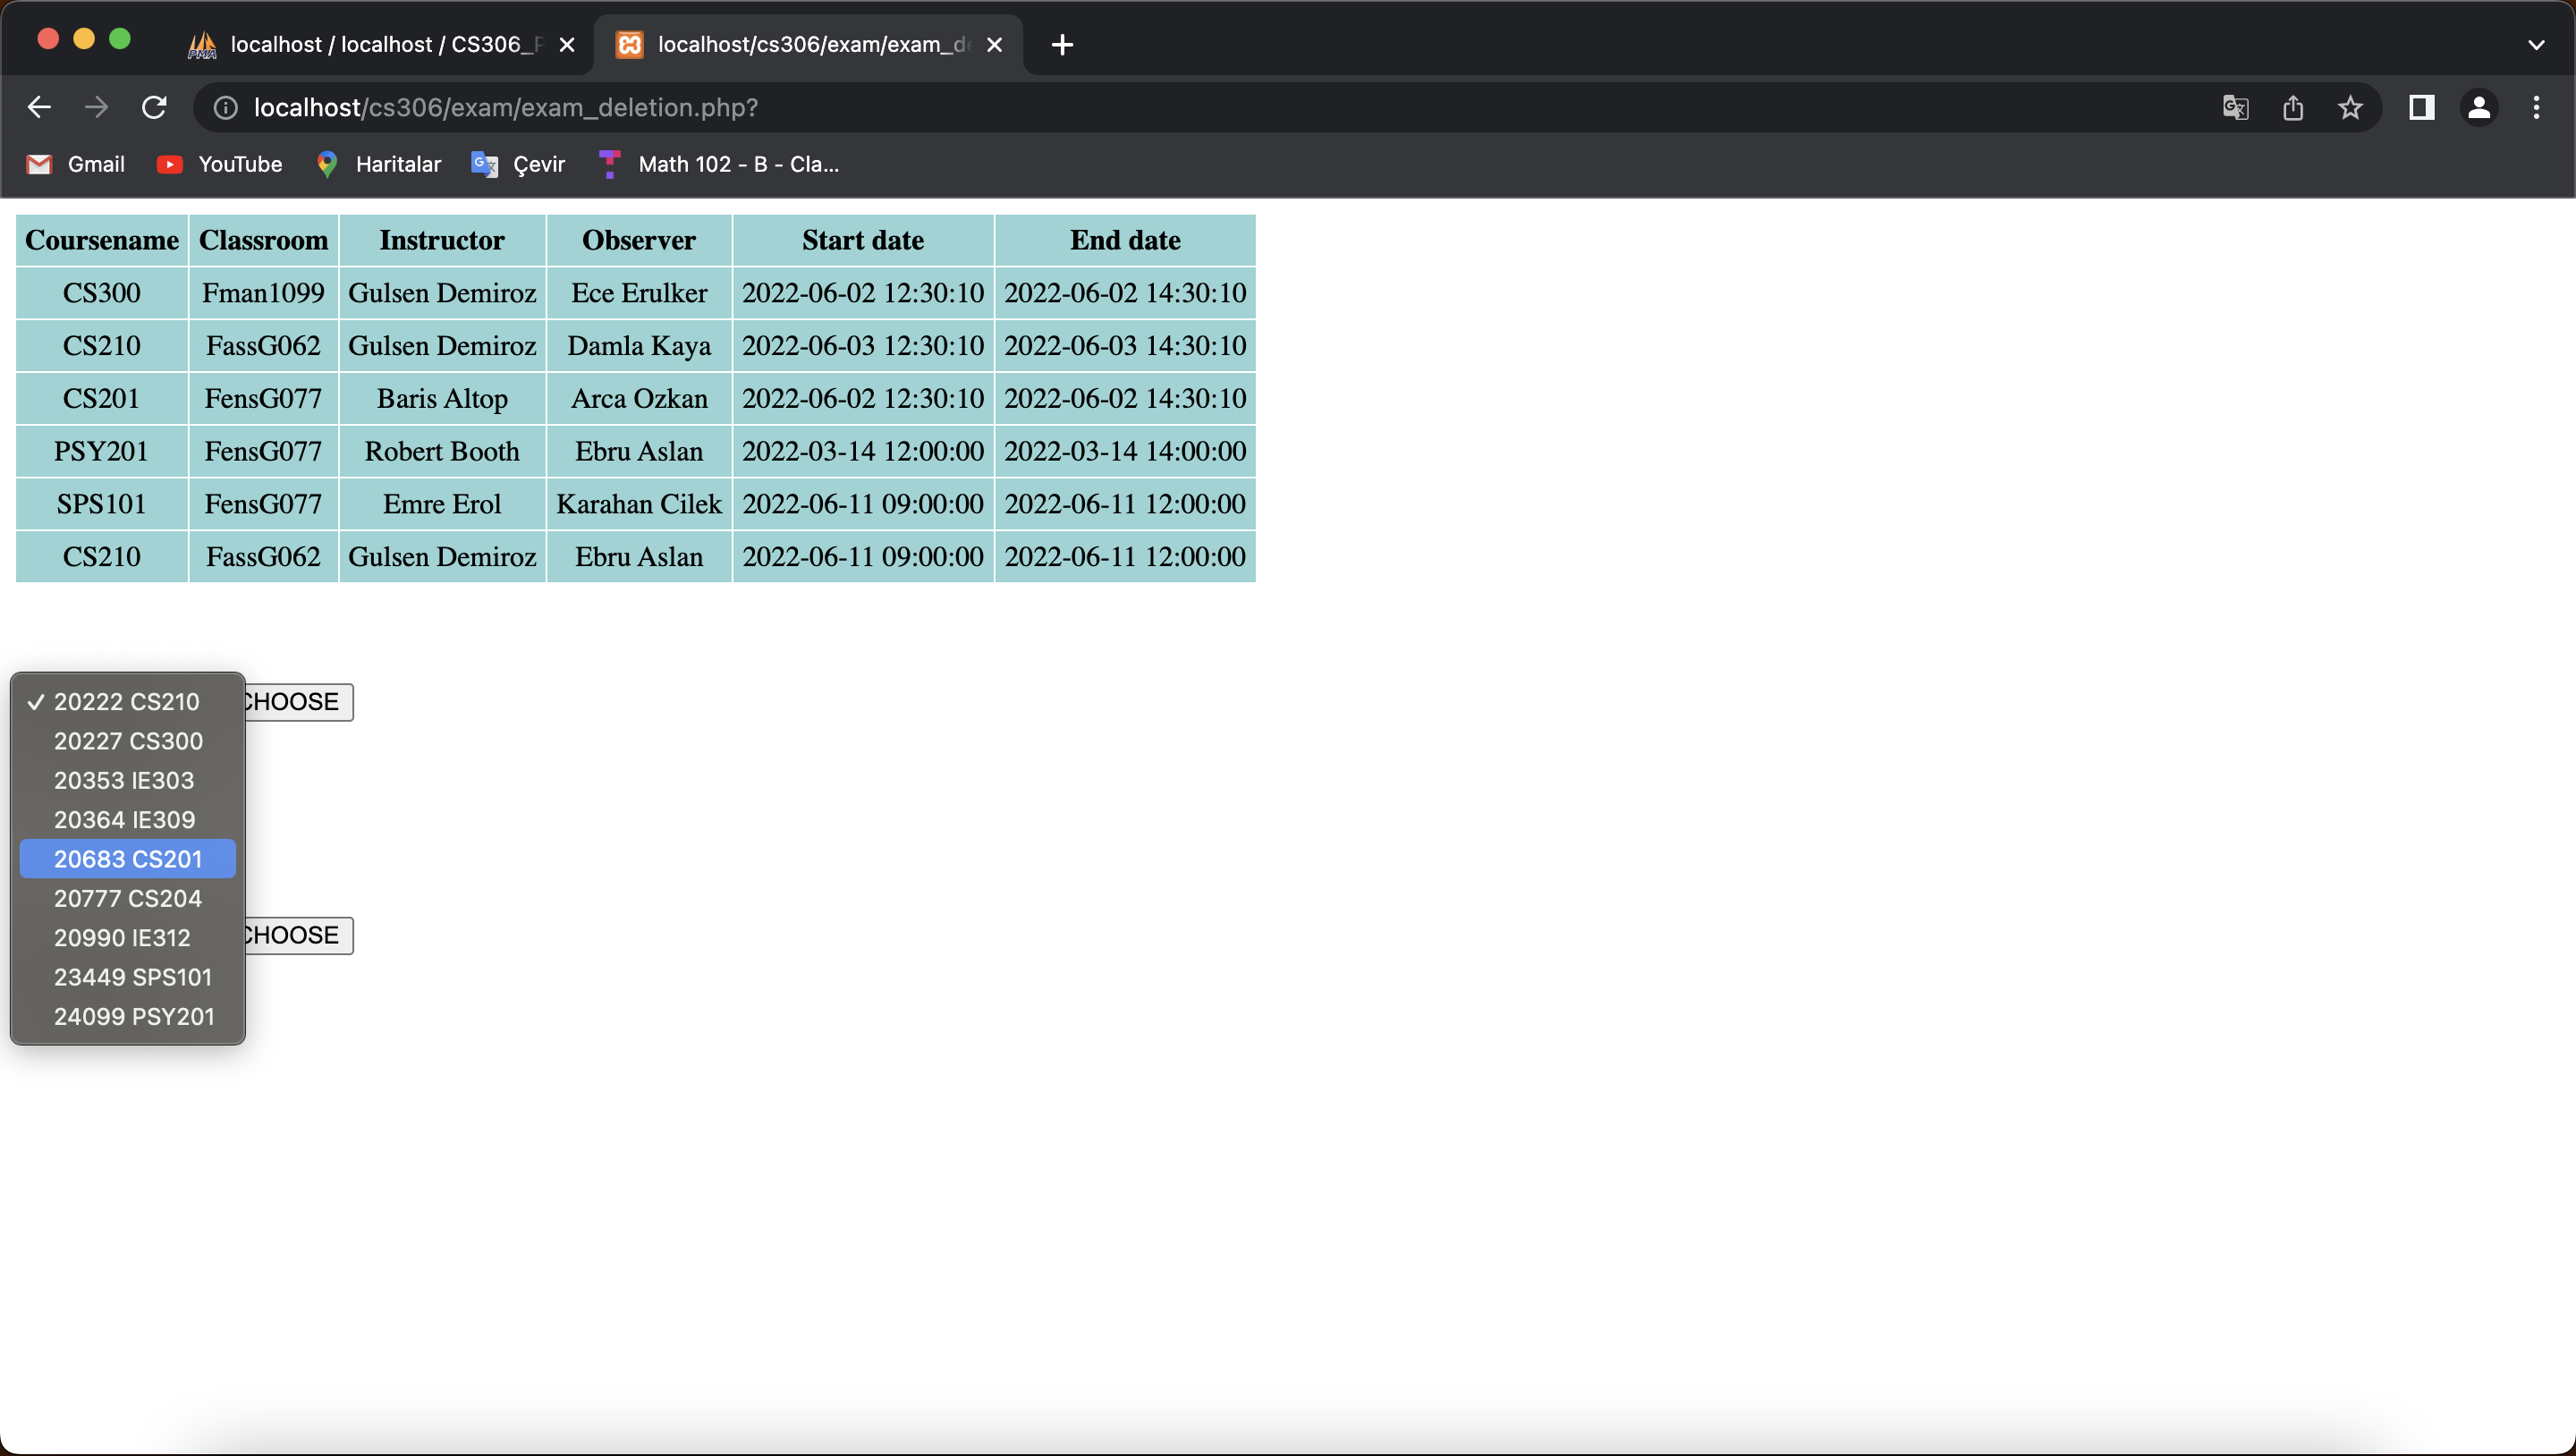 localhost / localhost / CS306_P
localhost/cs306/exam/exam_de
localhost/cs306/exam/exam_deletion.php?
Gmail YouTube Haritalar Çevir Math 102 - B - Cla...
Coursename Classroom Instructor Observer Start date End date
CS300 Fman1099 Gulsen Demiroz Ece Erulker 2022-06-02 12:30:10 2022-06-02 14:30:10
CS210 FassG062 Gulsen Demiroz Damla Kaya 2022-06-03 12:30:10 2022-06-03 14:30:10
CS201 FensG077 Baris Altop Arca Ozkan 2022-06-02 12:30:10 2022-06-02 14:30:10
PSY201 FensG077 Robert Booth Ebru Aslan 2022-03-14 12:00:00 2022-03-14 14:00:00
SPS101 FensG077 Emre Erol Karahan Cilek 2022-06-11 09:00:00 2022-06-11 12:00:00
CS210 FassG062 Gulsen Demiroz Ebru Aslan 2022-06-11 09:00:00 2022-06-11 12:00:00
20222 CS210 CHOOSE
20227 CS300
20353 IE303
20364 IE309
20683 CS201
20777 CS204
20990 IE312 CHOOSE
23449 SPS101
24099 PSY201